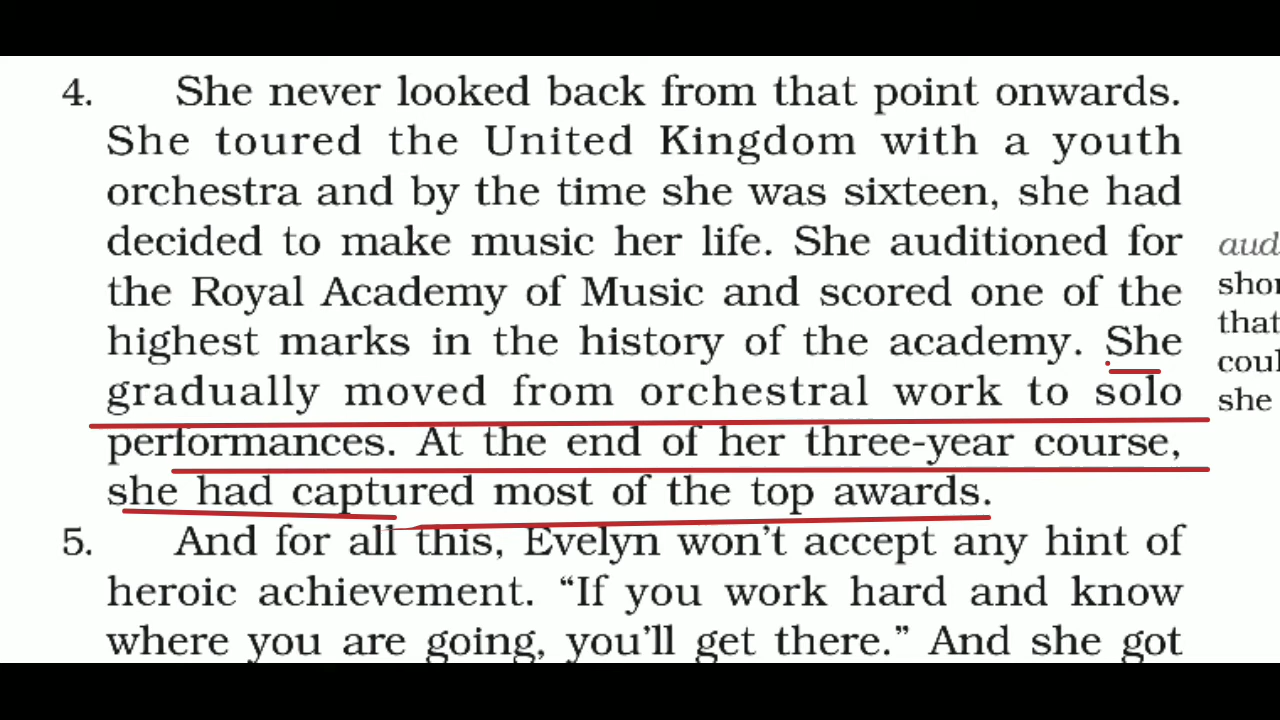 4. She never looked back from that point onwards.
She toured the United Kingdom with a youth
orchestra and by the time she was sixteen, she had
decided to make music her life. She auditioned for
the Royal Academy of Music and scored one of the
highest marks in the history of the academy. She
gradually moved from orchestral work to solo
performances. At the end of her three-year course,
she had captured most of the top awards.
5. And for all this, Evelyn won't accept any hint of
heroic achievement. “If you work hard and know
where you are going, you'll get there.” And she got
that
she